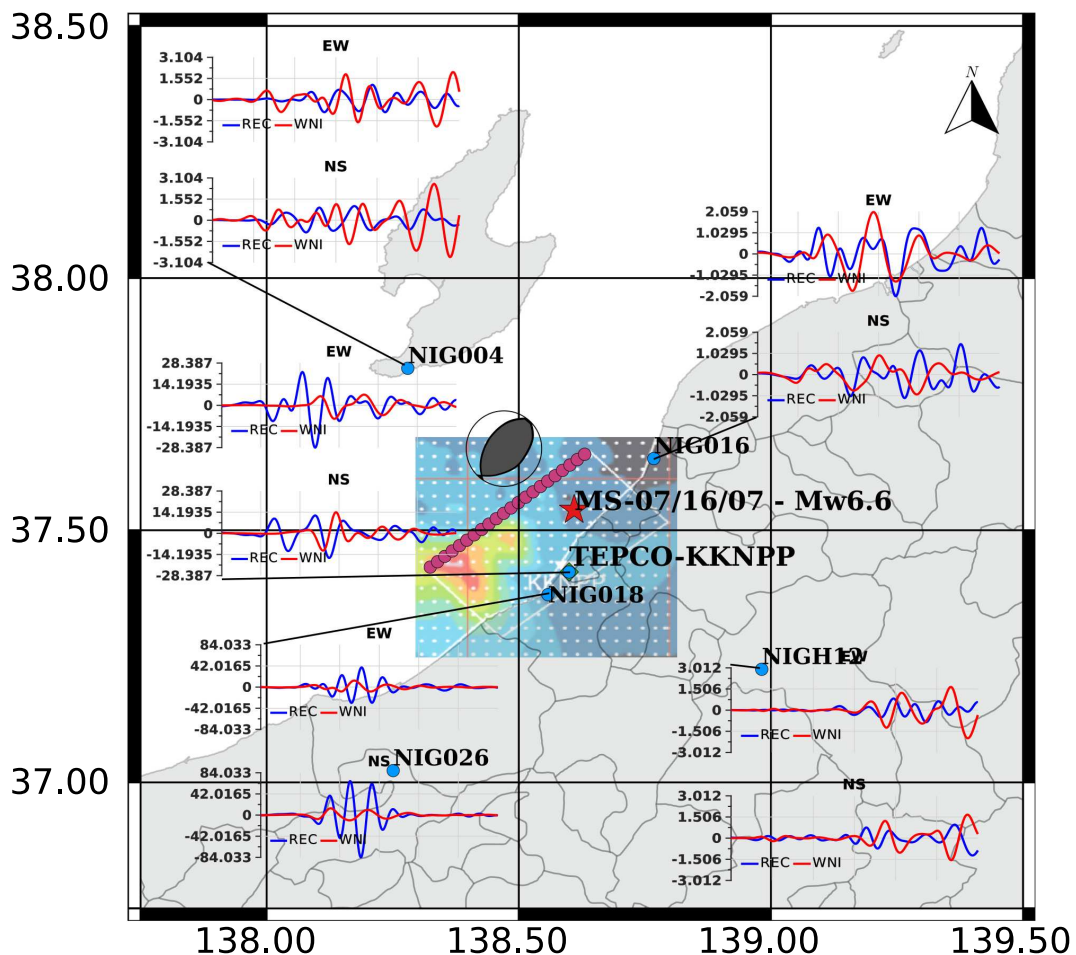 38.50
38.00
37.50
37.00
138.00
138.50
139.00
139.50
N
EW
3.104
1.552
0
-1.552
-3.104
REC
WNI
NS
3.104
1.552
0
-1.552
-3.104
REC
WNI
NIG004
EW
2.059
1.0295
0
-1.0295
-2.059
REC
WNI
NS
2.059
1.0295
0
-1.0295
-2.059
REC
WNI
NIG016
EW
28.387
14.1935
0
-14.1935
-28.387
REC
WNI
NS
28.387
14.1935
0
-14.1935
-28.387
REC
WNI
MS-07/16/07 - Mw6.6
TEPCO-KKNPP
KKNPP
NIG018
EW
84.033
42.0165
0
-42.0165
-84.033
REC
WNI
NS
84.033
42.0165
0
-42.0165
-84.033
REC
WNI
NIG026
NIGH12
EW
3.012
1.506
0
-1.506
-3.012
REC
WNI
NS
3.012
1.506
0
-1.506
-3.012
REC
WNI